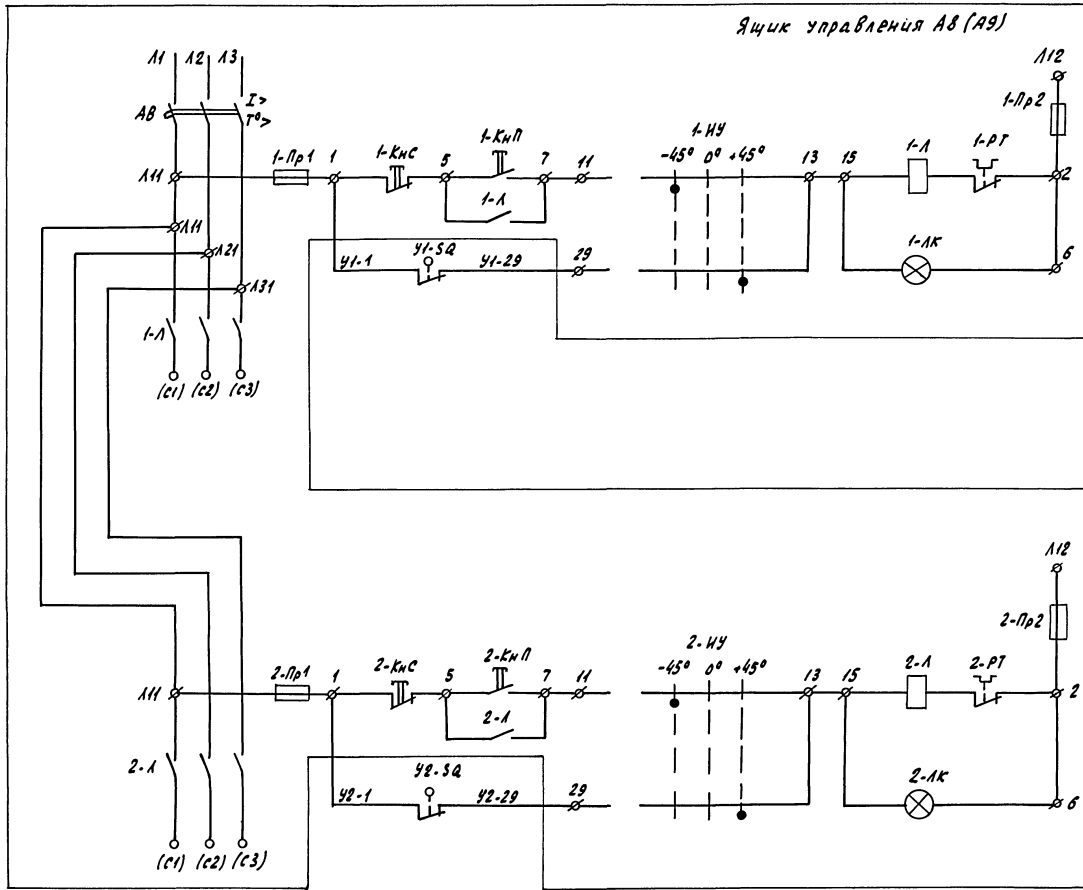 Ящик управления А8 (А9)
Л1 Л2 Л3
Л12
АВ
I>
T°>
1-Пр2
1-Пр1
1
1-КнС
5
1-КнП
7
11
1-ИУ
-45° 0° +45°
13
15
1-Л
1-РТ
Л11
2
1-Л
Л11
Л21
У1-1
У1-SQ
У1-29
29
1-ЛК
6
Л31
1-Л
(С1) (С2) (С3)
Л12
2-Пр2
2-Пр1
1
2-КнС
5
2-КнП
7
11
2-ИУ
-45° 0° +45°
13
15
2-Л
2-РТ
Л11
2
2-Л
2-Л
У2-1
У2-SQ
У2-29
29
2-ЛК
6
(С1) (С2) (С3)